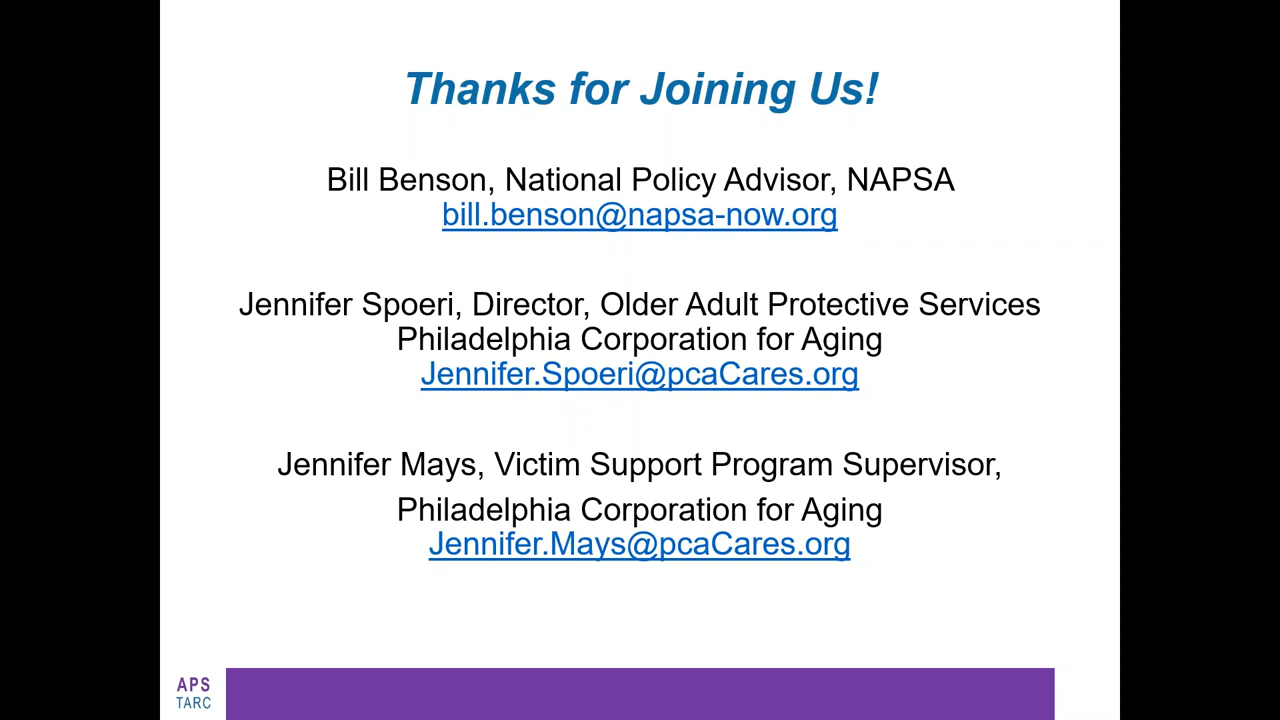 Thanks for Joining Us!
Bill Benson, National Policy Advisor, NAPSA
bill.benson@napsa-now.org
Jennifer Spoeri, Director, Older Adult Protective Services
Philadelphia Corporation for Aging
Jennifer.Spoeri@pcaCares.org
Jennifer Mays, Victim Support Program Supervisor,
Philadelphia Corporation for Aging
Jennifer.Mays@pcaCares.org
APS
TARC